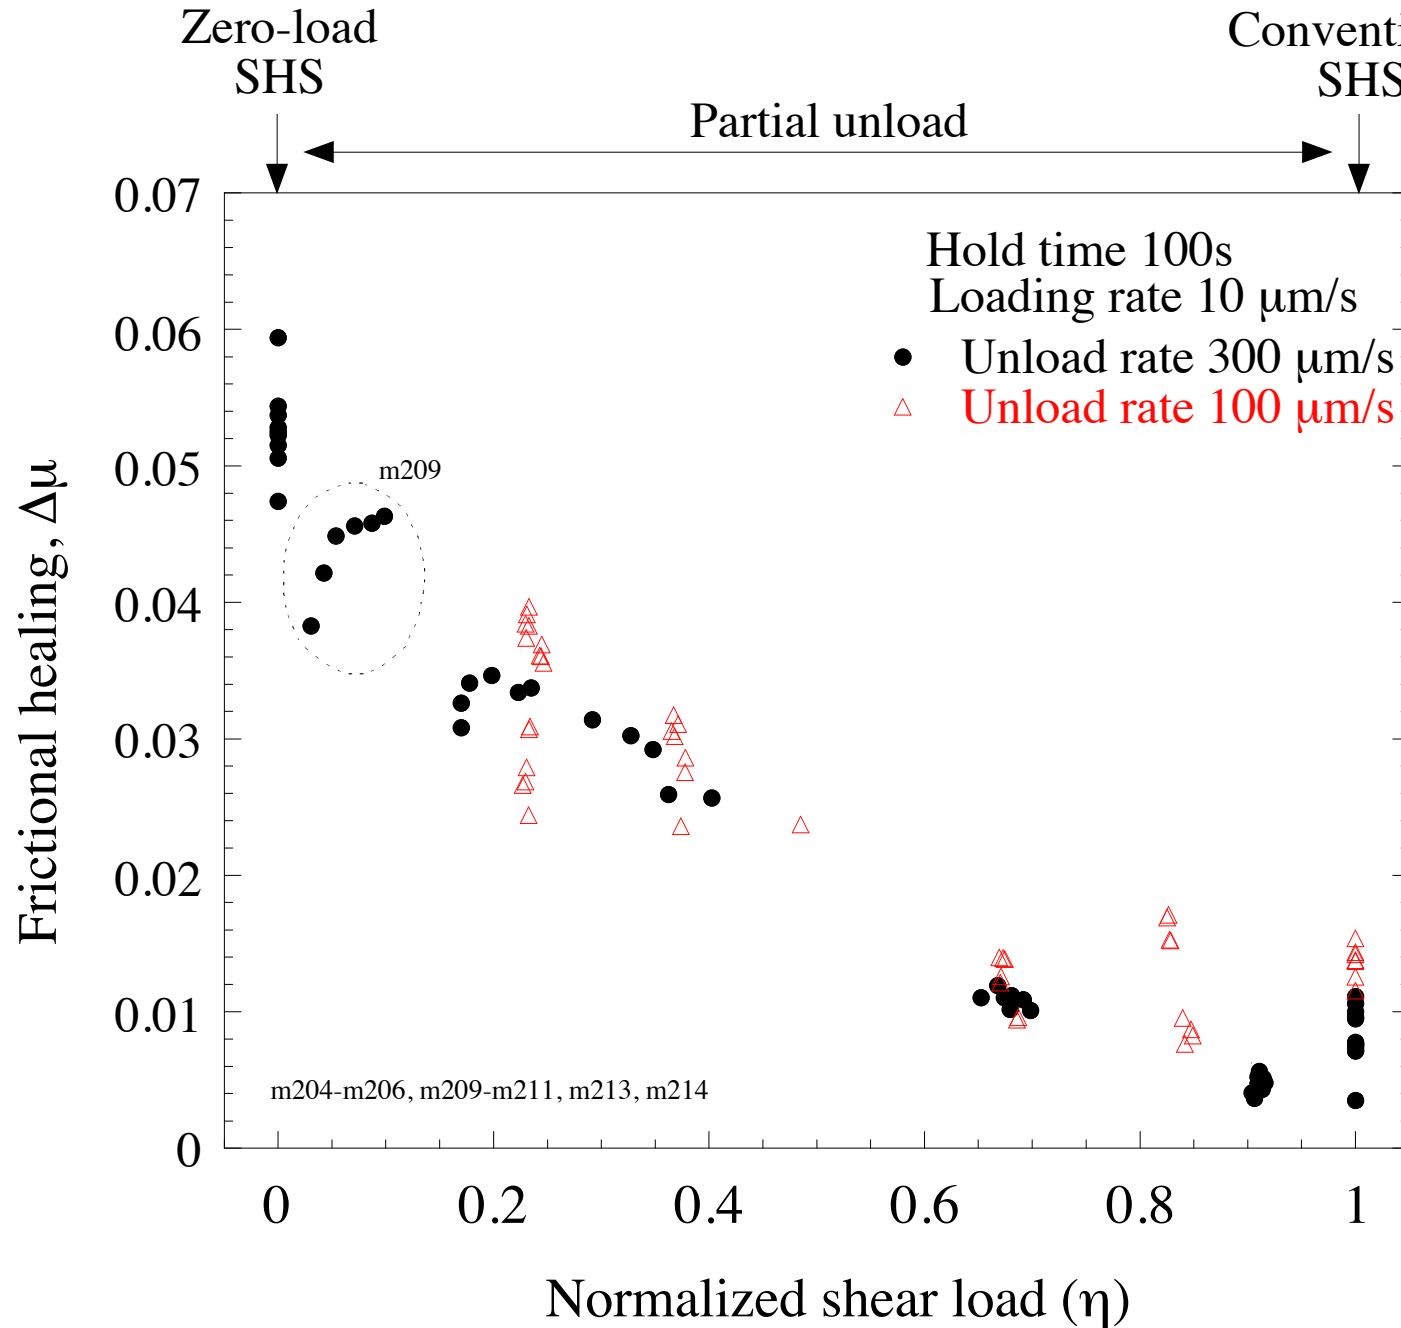 Zero-load
SHS
Conventi
SHS
Partial unload
0.07
0.06
0.05
0.04
0.03
0.02
0.01
0
Frictional healing, Δμ
Hold time 100s
Loading rate 10 μm/s
Unload rate 300 μm/s
Unload rate 100 μm/s
m209
m204-m206, m209-m211, m213, m214
0 0.2 0.4 0.6 0.8 1
Normalized shear load (η)